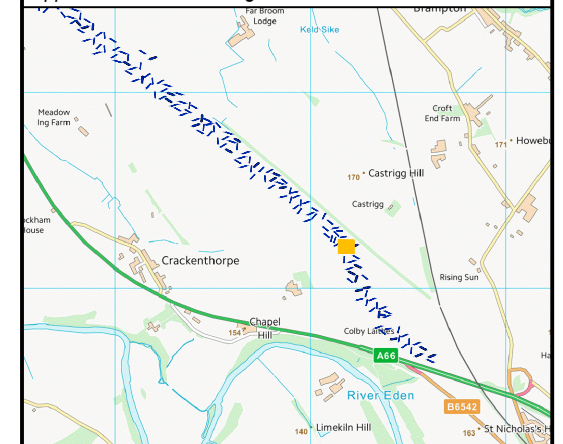 Far Broom
Lodge
Keld Sike
Brampton
Meadow
Ing Farm
Croft
End Farm
171
170
Castrigg Hill
Castrigg
Crackenthorpe
Rising Sun
154
Chapel
Hill
Colby Laithes
A66
River Eden
B6542
140
Limekiln Hill
163
St Nicholas's H